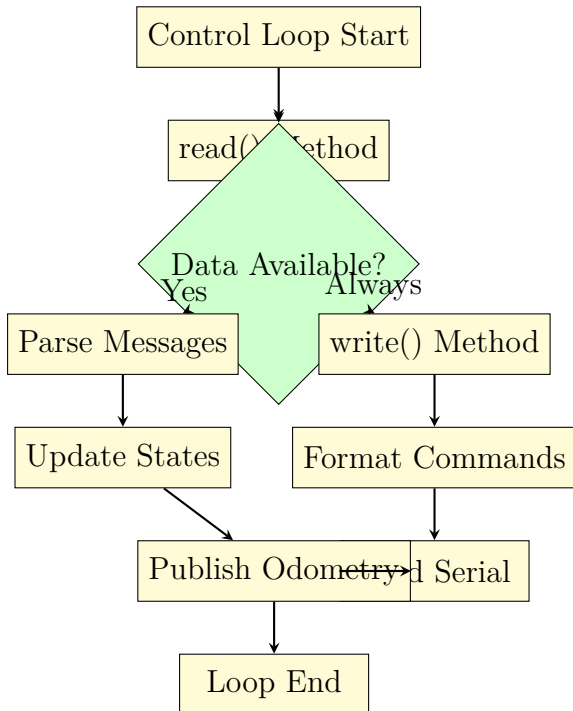 Control Loop Start
read() Method
Data Available?
Yes
Always
Parse Messages
write() Method
Update States
Format Commands
Publish Odometry
d Serial
Loop End